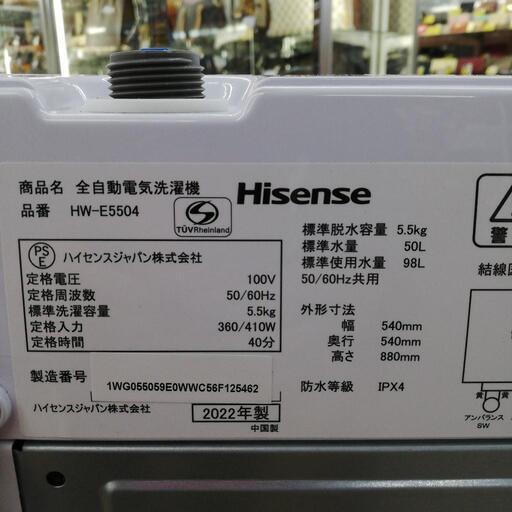 商品名 全自動電気洗濯機
品番 HW-E5504
TÜVRheinland
Hisense
PS
E
ハイセンスジャパン株式会社
定格電圧 100V
定格周波数 50/60Hz
標準洗濯容量 5.5kg
定格入力 360/410W
定格時間 40分
製造番号 1WG055059E0WWC56F125462
ハイセンスジャパン株式会社 2022年製
中国製
標準脱水容量 5.5kg
標準水量 50L
標準使用水量 98L
50/60Hz共用
外形寸法
幅 540mm
奥行 540mm
高さ 880mm
防水等級 IPX4
警
結線図
黄 黄
アンバランス
SW